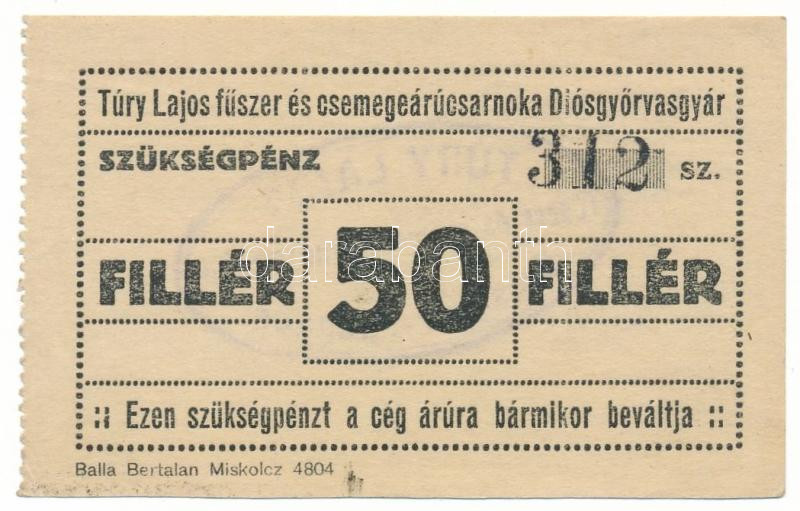 Túry Lajos fűszer és csemegeárúcsarnoka Diósgyőrvasgyár
SZÜKSÉGPÉNZ 312 sz.
FILLÉR 50 FILLÉR
darabanth
:: Ezen szükségpénzt a cég árúra bármikor beváltja ::
Balla Bertalan Miskolcz 4804